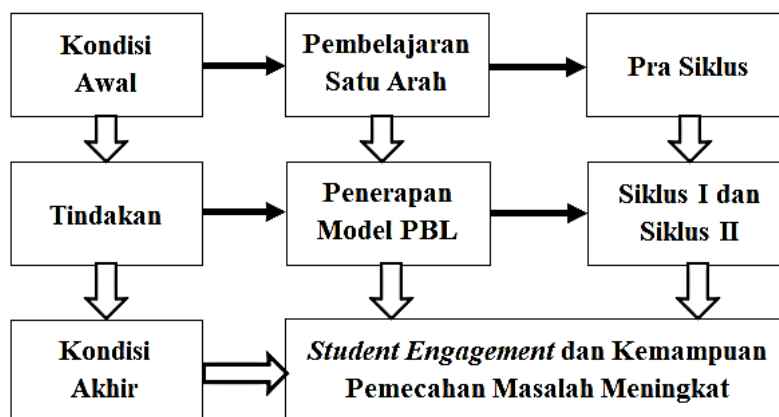 Kondisi
Awal
Pembelajaran
Satu Arah
Pra Siklus
Tindakan
Penerapan
Model PBL
Siklus I dan
Siklus II
Kondisi
Akhir
Student Engagement dan Kemampuan
Pemecahan Masalah Meningkat